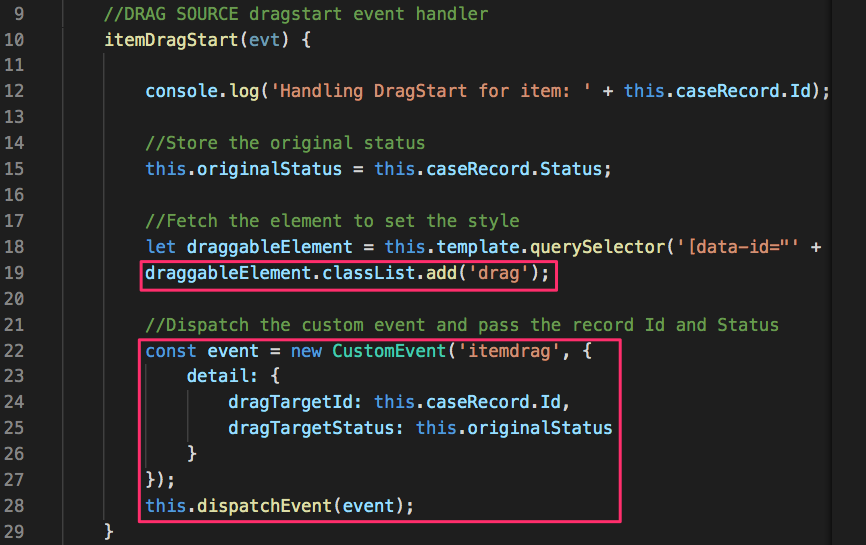 9 //DRAG SOURCE dragstart event handler
10 itemDragStart(evt) {
11
12 console.log('Handling DragStart for item: ' + this.caseRecord.Id);
13
14 //Store the original status
15 this.originalStatus = this.caseRecord.Status;
16
17 //Fetch the element to set the style
18 let draggableElement = this.template.querySelector('[data-id="' +
19 draggableElement.classList.add('drag');
20
21 //Dispatch the custom event and pass the record Id and Status
22 const event = new CustomEvent('itemdrag', {
23 detail: {
24 dragTargetId: this.caseRecord.Id,
25 dragTargetStatus: this.originalStatus
26 }
27 });
28 this.dispatchEvent(event);
29 }